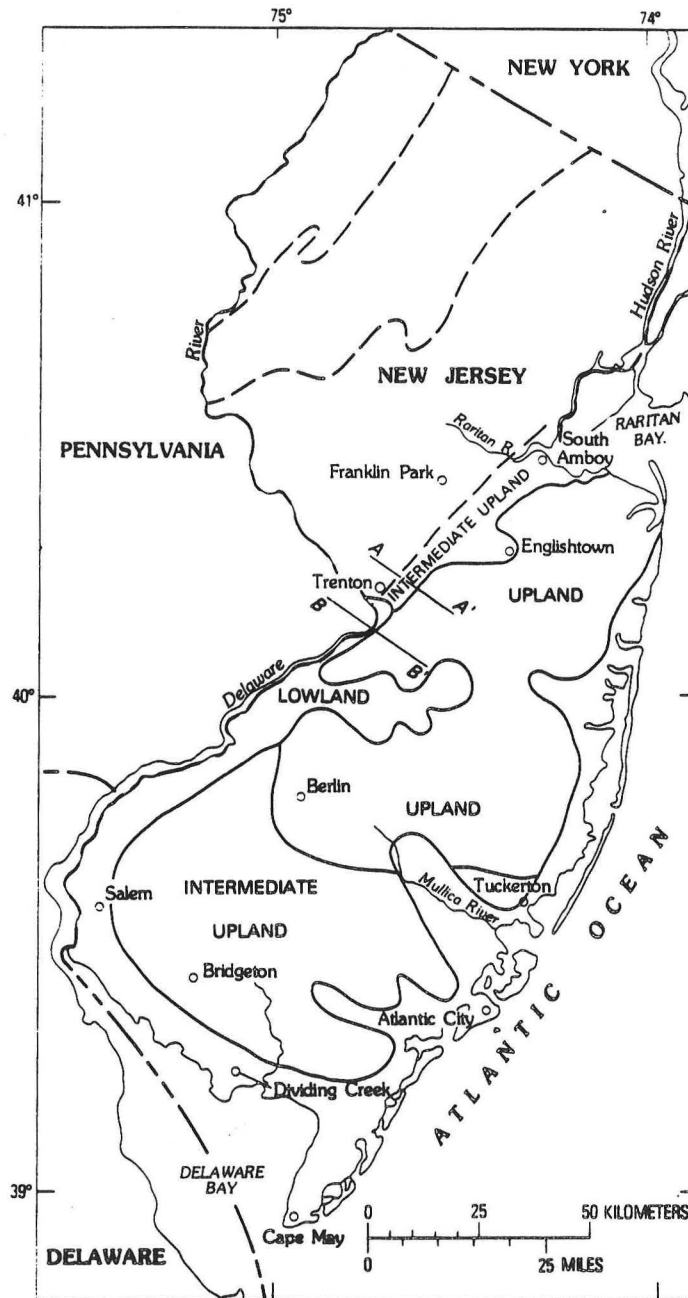 75°
74°
NEW YORK
41°
Hudson River
River
NEW JERSEY
PENNSYLVANIA
RARITAN
BAY.
Raritan R.
South
Amboy
Franklin Park
INTERMEDIATE UPLAND
Englishtown
A
Trenton
UPLAND
A'
B
B'
Delaware
40°
LOWLAND
Berlin
UPLAND
Mullica River
Tuckerton
Salem
INTERMEDIATE
UPLAND
Bridgeton
Atlantic City
ATLANTIC OCEAN
Dividing Creek
DELAWARE
BAY
39°
Cape May
0 25 50 KILOMETERS
0 25 MILES
DELAWARE